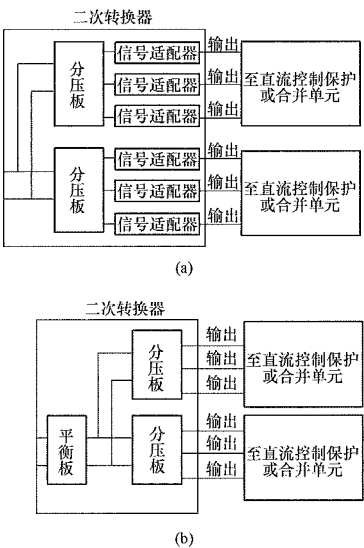 二次转换器
分压板
信号适配器
输出
信号适配器
输出
信号适配器
输出
至直流控制保护
或合并单元
分压板
信号适配器
输出
信号适配器
输出
信号适配器
输出
至直流控制保护
或合并单元
(a)
二次转换器
分压板
输出
输出
输出
至直流控制保护
或合并单元
平衡板
分压板
输出
输出
输出
至直流控制保护
或合并单元
(b)